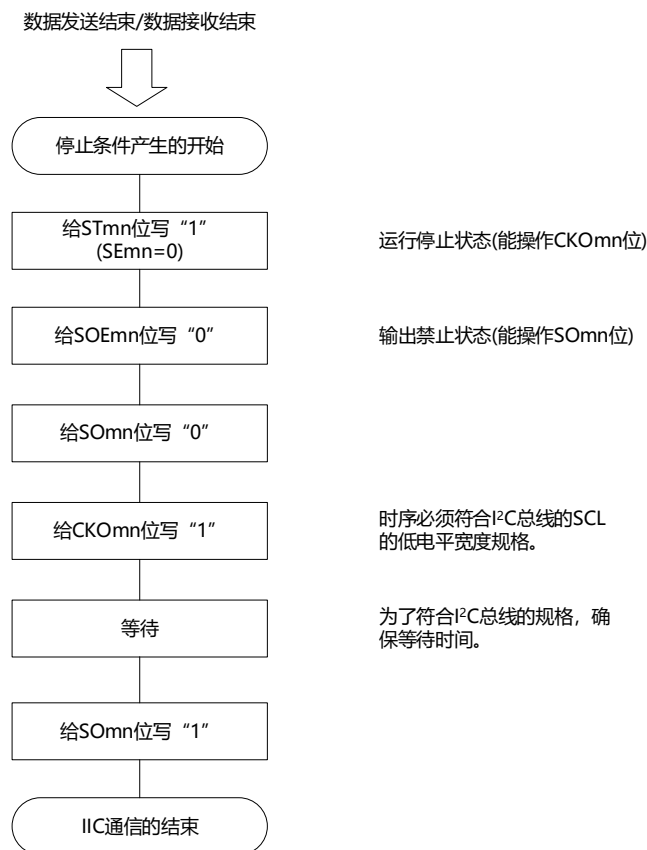 数据发送结束/数据接收结束
停止条件产生的开始
给STmn位写“1”
(SEmn=0)
运行停止状态(能操作CKOmn位)
给SOEmn位写“0”
输出禁止状态(能操作SOmn位)
给SOmn位写“0”
给CKOmn位写“1”
时序必须符合I²C总线的SCL
的低电平宽度规格。
等待
为了符合I²C总线的规格，确
保等待时间。
给SOmn位写“1”
IIC通信的结束